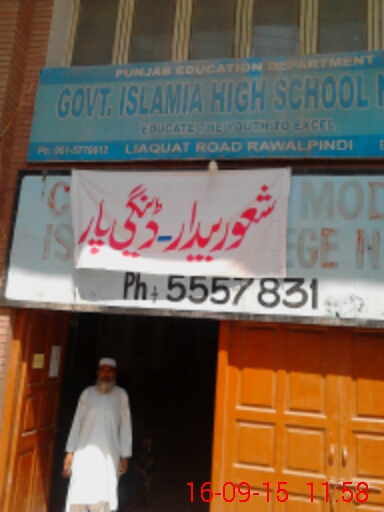 PUNJAB EDUCATION DEPARTMENT
GOVT. ISLAMIA HIGH SCHOOL
EDUCATE THE YOUTH TO EXCEL
LIAQUAT ROAD RAWALPINDI
شعور بیدار - ڈینگی پار
Ph: 5557831
16-09-15 11:58